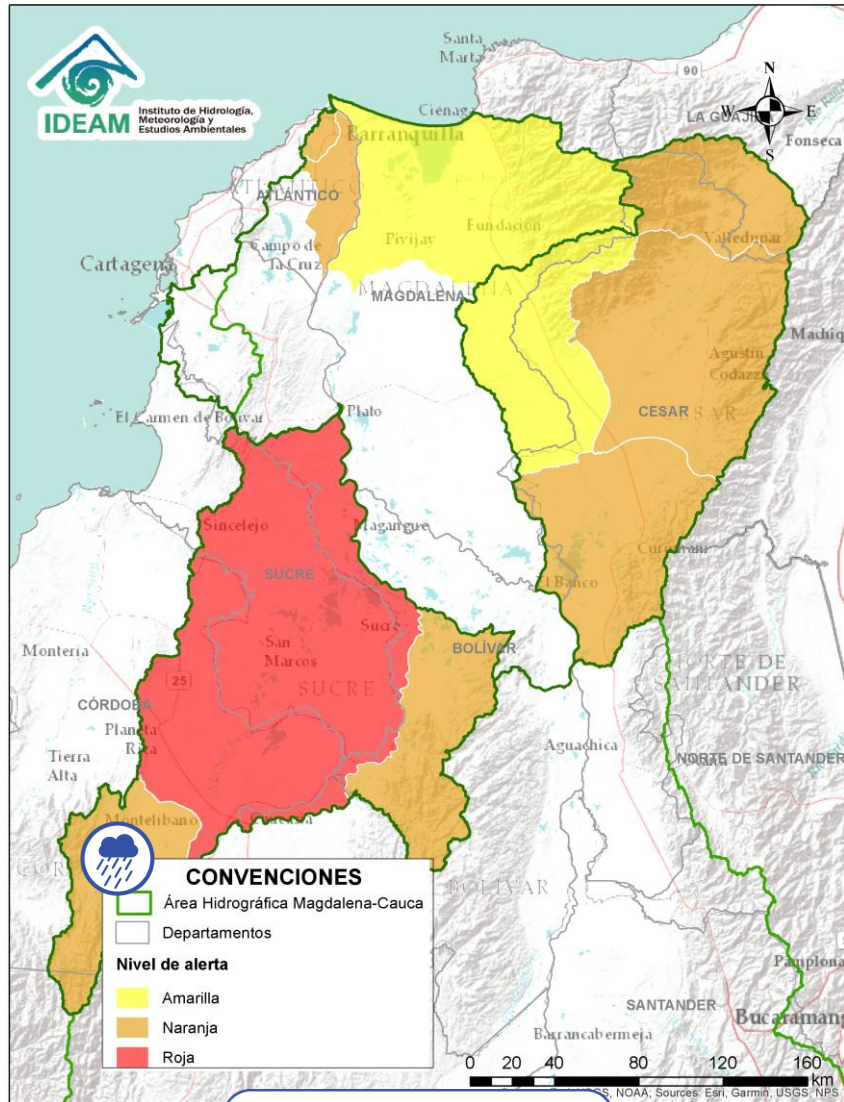 IDEAM
Instituto de Hidrología,
Meteorología y
Estudios Ambientales
Santa
Marta
90
N
W
E
S
Ciénaga
LA GUAJIRA
Fonseca
Barranquilla
ATLÁNTICO
Fundación
Pivijay
Valledupar
Campo de
la Cruz
Cartagena
MAGDALENA
MAGDALENA
Agustín
Codazzi
CESAR
El Carmen de Bolívar
Plato
Sincelejo
Magangue
SUCRE
El Banco
Sucre
San
Marcos
SUCRE
BOLÍVAR
Montería
25
NORTE DE
SANTANDER
CÓRDOBA
Planeta
Rica
Tierra
Alta
Aguachica
NORTE DE SANTANDER
Montelíbano
BOLÍVAR
CONVENCIONES
Área Hidrográfica Magdalena-Cauca
Departamentos
Nivel de alerta
Amarilla
Naranja
Roja
Pamplona
SANTANDER
Barrancabermeja
0 20 40 80 120 160
km
NOAA; Sources: Esri, Garmin, USGS, NPS